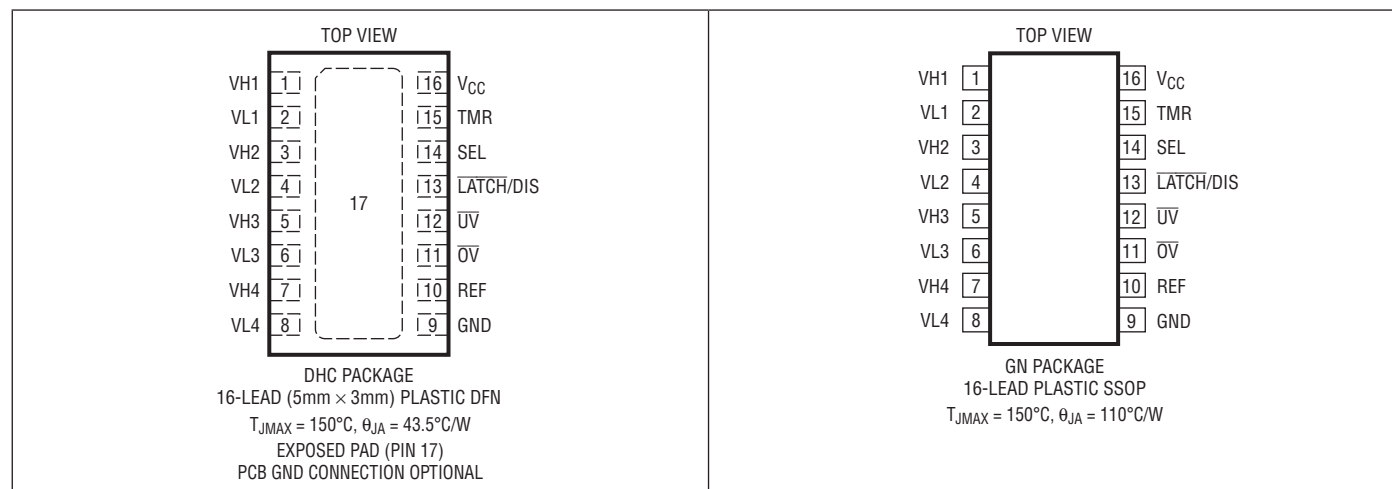 TOP VIEW
VH1 1 16 VCC
VL1 2 15 TMR
VH2 3 14 SEL
VL2 4 13 LATCH/DIS
17
VH3 5 12 UV
VL3 6 11 OV
VH4 7 10 REF
VL4 8 9 GND
DHC PACKAGE
16-LEAD (5mm × 3mm) PLASTIC DFN
TJMAX = 150°C, θJA = 43.5°C/W
EXPOSED PAD (PIN 17)
PCB GND CONNECTION OPTIONAL
TOP VIEW
VH1 1 16 VCC
VL1 2 15 TMR
VH2 3 14 SEL
VL2 4 13 LATCH/DIS
VH3 5 12 UV
VL3 6 11 OV
VH4 7 10 REF
VL4 8 9 GND
GN PACKAGE
16-LEAD PLASTIC SSOP
TJMAX = 150°C, θJA = 110°C/W